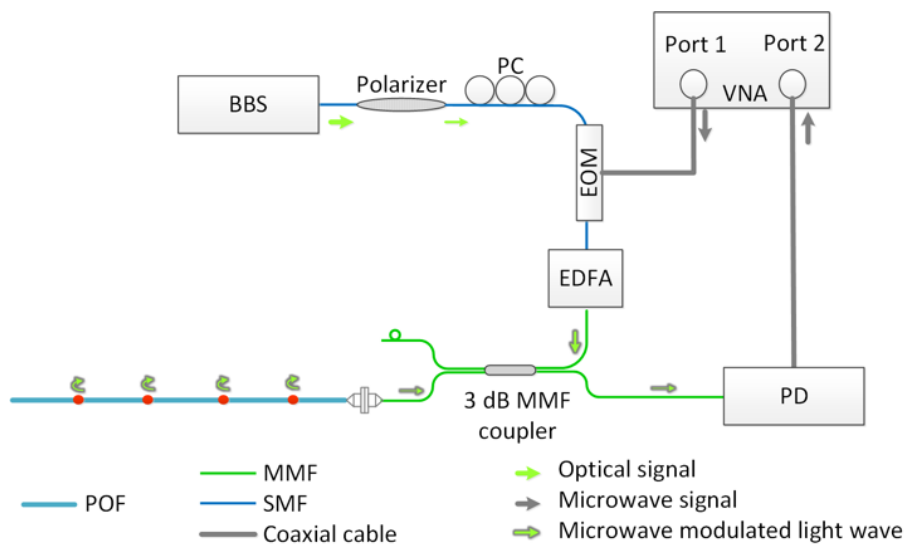 Port 1
Port 2
VNA
BBS
Polarizer
PC
EOM
EDFA
3 dB MMF
coupler
PD
POF
MMF
SMF
Coaxial cable
Optical signal
Microwave signal
Microwave modulated light wave